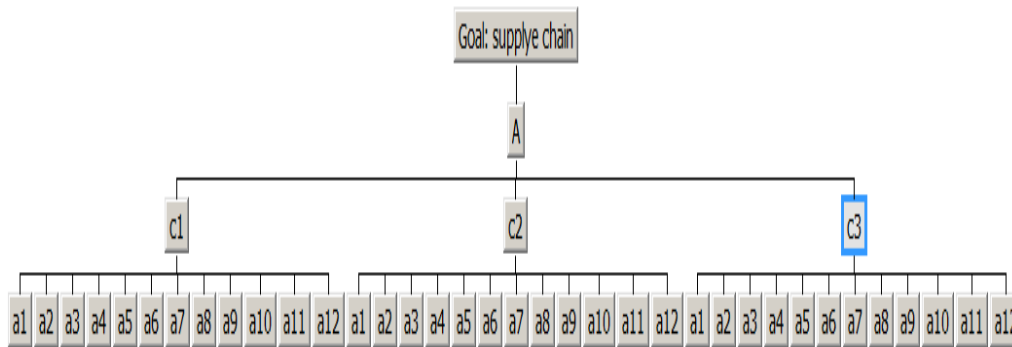 Goal: supplye chain
A
c1 c2 c3
a1 a2 a3 a4 a5 a6 a7 a8 a9 a10 a11 a12 a1 a2 a3 a4 a5 a6 a7 a8 a9 a10 a11 a12 a1 a2 a3 a4 a5 a6 a7 a8 a9 a10 a11 a12